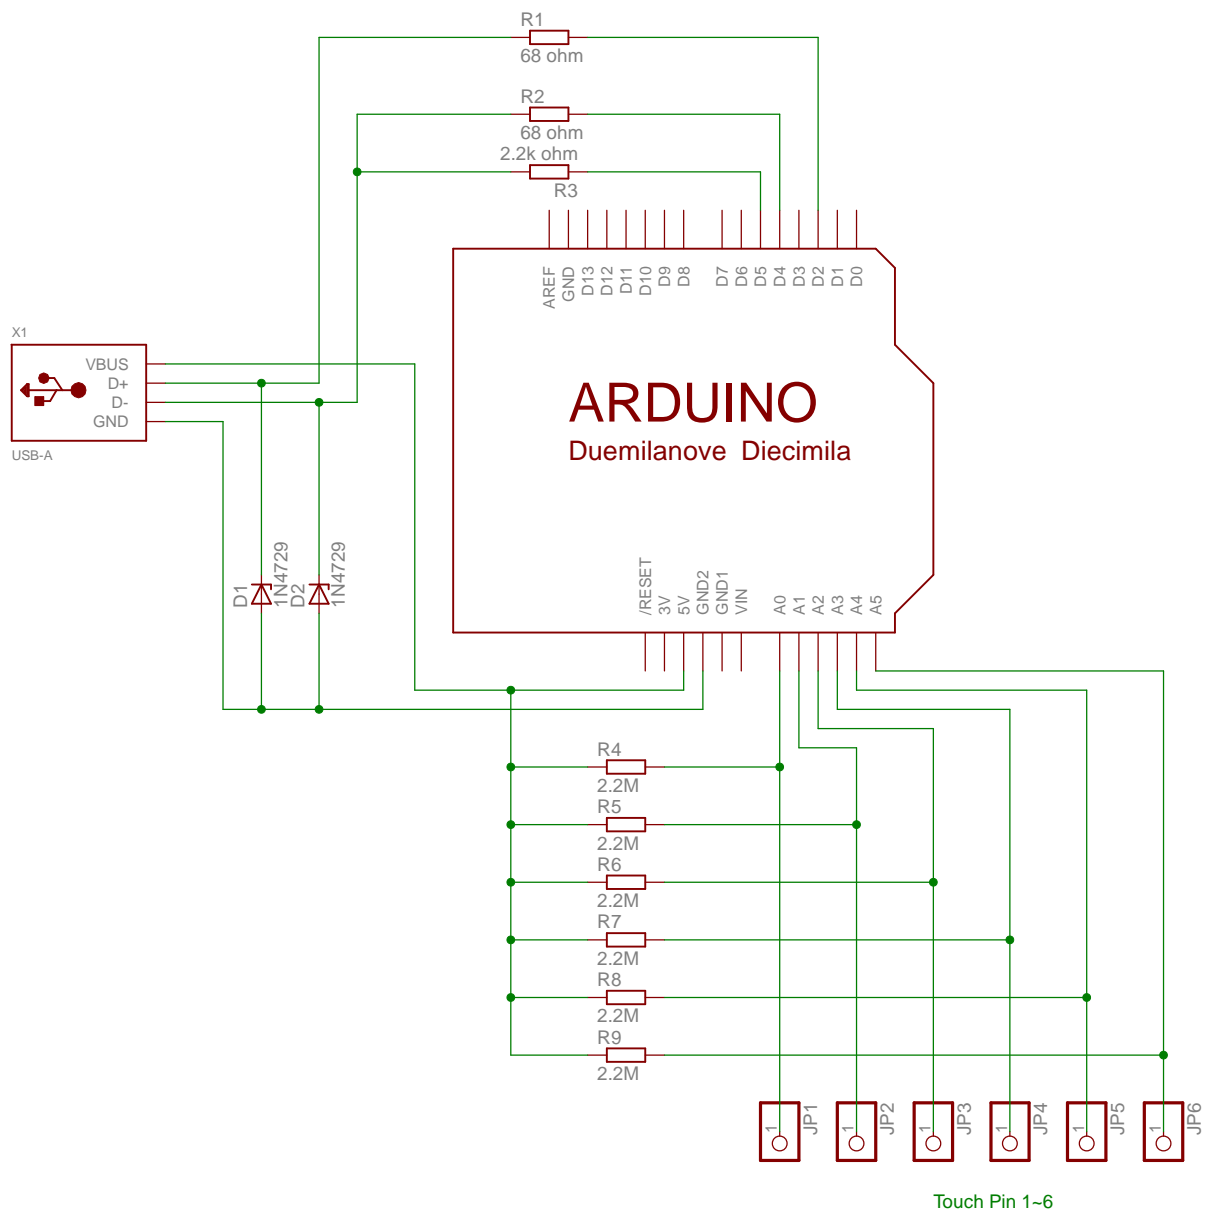 R1
68 ohm
R2
68 ohm
2.2k ohm
R3
AREF
GND
D13
D12
D11
D10
D9
D8
D7
D6
D5
D4
D3
D2
D1
D0
X1
VBUS
D+
D-
GND
USB-A
ARDUINO
Duemilanove Diecimila
D1
1N4729
D2
1N4729
/RESET
3V
5V
GND2
GND1
VIN
A0
A1
A2
A3
A4
A5
R4
2.2M
R5
2.2M
R6
2.2M
R7
2.2M
R8
2.2M
R9
2.2M
1
JP1
1
JP2
1
JP3
1
JP4
1
JP5
1
JP6
Touch Pin 1~6